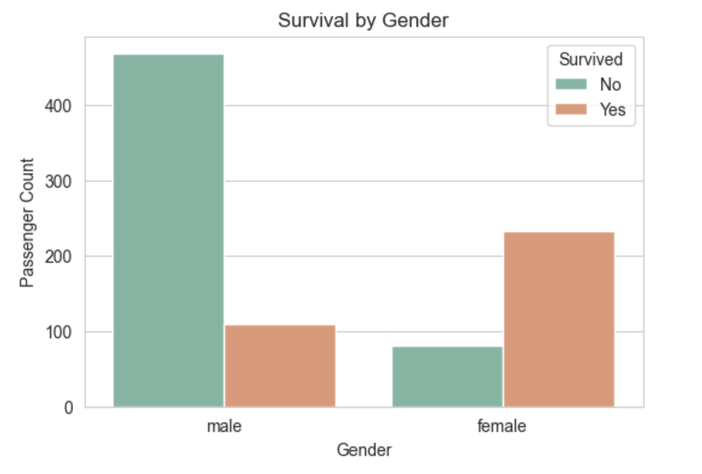 Survival by Gender
Survived
No
Yes
Passenger Count
400
300
200
100
0
male female
Gender